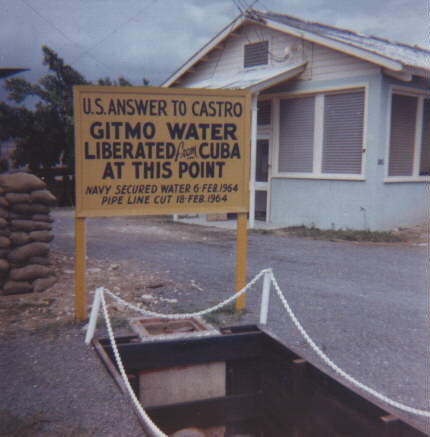 U.S. ANSWER TO CASTRO
GITMO WATER
LIBERATED from CUBA
AT THIS POINT
NAVY SECURED WATER 6·FEB.1964
PIPE LINE CUT 18·FEB.1964